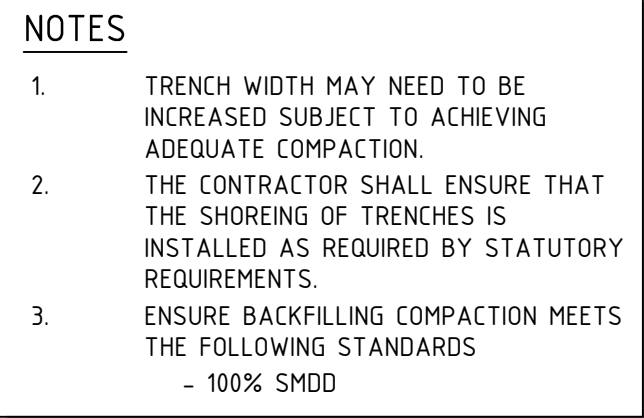 NOTES
1. TRENCH WIDTH MAY NEED TO BE
INCREASED SUBJECT TO ACHIEVING
ADEQUATE COMPACTION.
2. THE CONTRACTOR SHALL ENSURE THAT
THE SHOREING OF TRENCHES IS
INSTALLED AS REQUIRED BY STATUTORY
REQUIREMENTS.
3. ENSURE BACKFILLING COMPACTION MEETS
THE FOLLOWING STANDARDS
- 100% SMDD